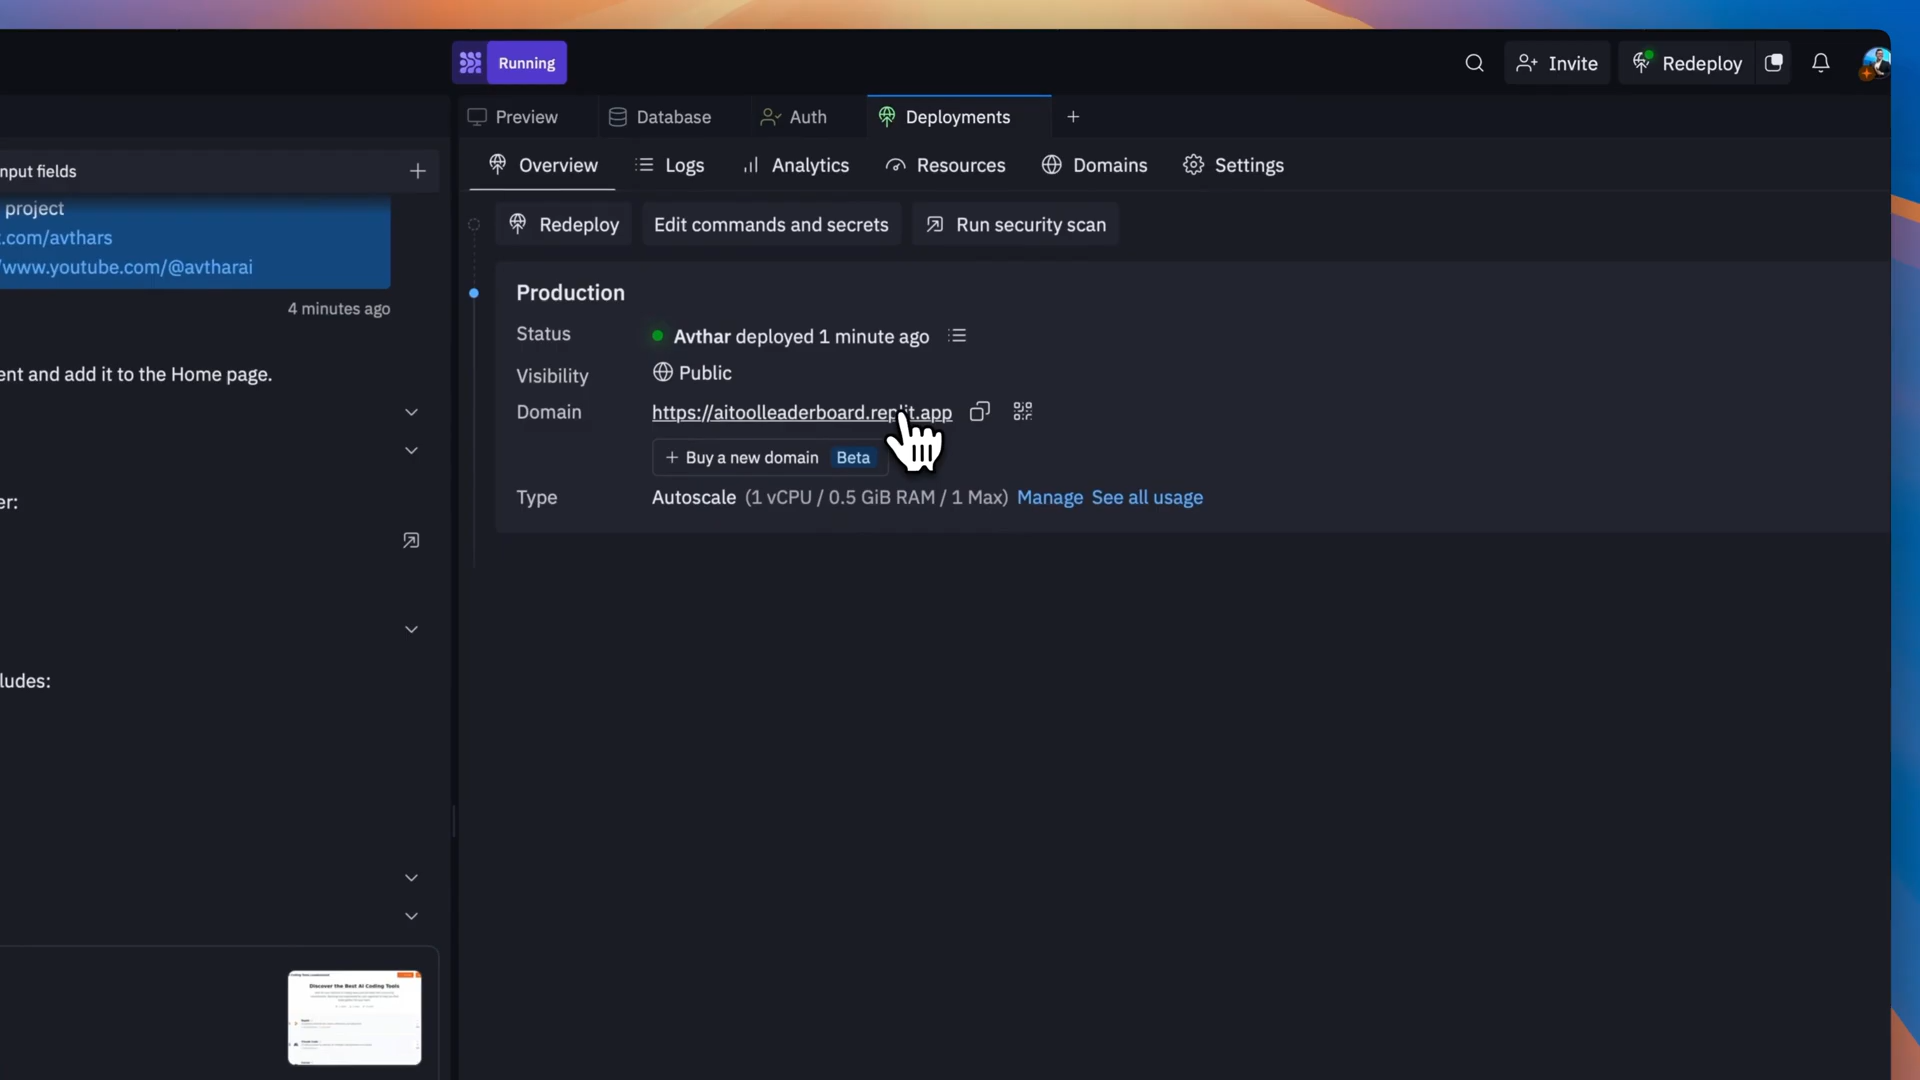 Running
Invite
Redeploy
Preview
Database
Auth
Deployments
Overview
Logs
Analytics
Resources
Domains
Settings
nput fields
project
t.com/avthars
/www.youtube.com/@avtharai
4 minutes ago
ent and add it to the Home page.
er:
ludes:
Redeploy
Edit commands and secrets
Run security scan
Production
Status
Avthar deployed 1 minute ago
Visibility
Public
Domain
https://aitoolleaderboard.replit.app
+ Buy a new domain Beta
Type
Autoscale (1 vCPU / 0.5 GiB RAM / 1 Max) Manage See all usage
Discover the Best AI Coding Tools